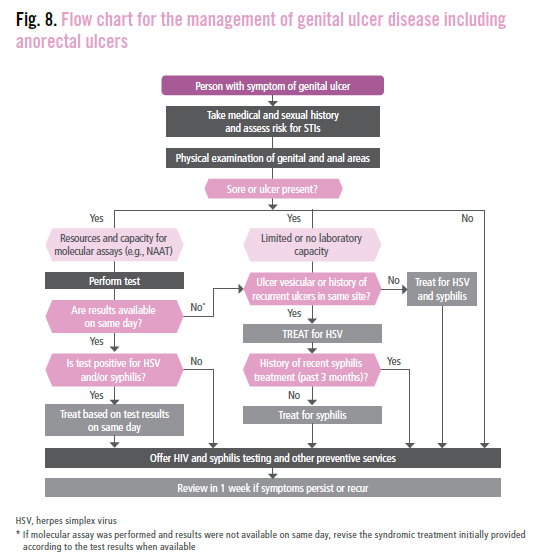 Fig. 8. Flow chart for the management of genital ulcer disease including
anorectal ulcers
Person with symptom of genital ulcer
Take medical and sexual history
and assess risk for STIs
Physical examination of genital and anal areas
Sore or ulcer present?
Yes
Yes
No
Resources and capacity for
molecular assays (e.g., NAAT)
Limited or no laboratory
capacity
Perform test
Ulcer vesicular or history of
recurrent ulcers in same site?
No
Treat for HSV
and syphilis
Are results available
on same day?
No*
Yes
Yes
TREAT for HSV
Is test positive for HSV
and/or syphilis?
No
History of recent syphilis
treatment (past 3 months)?
Yes
Yes
No
Treat based on test results
on same day
Treat for syphilis
Offer HIV and syphilis testing and other preventive services
Review in 1 week if symptoms persist or recur
HSV, herpes simplex virus
* If molecular assay was performed and results were not available on same day, revise the syndromic treatment initially provided
according to the test results when available